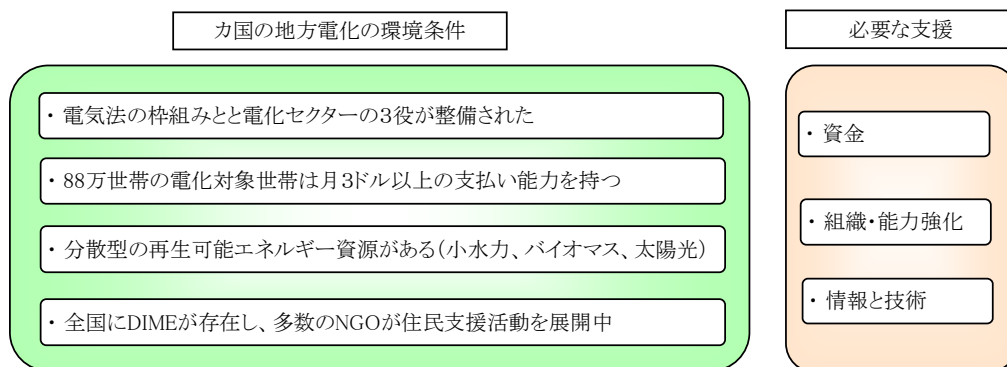 カ国の地方電化の環境条件
必要な支援
・電気法の枠組みとと電化セクターの3役が整備された
・88万世帯の電化対象世帯は月3ドル以上の支払い能力を持つ
・分散型の再生可能エネルギー資源がある(小水力、バイオマス、太陽光)
・全国にDIMEが存在し、多数のNGOが住民支援活動を展開中
・資金
・組織・能力強化
・情報と技術